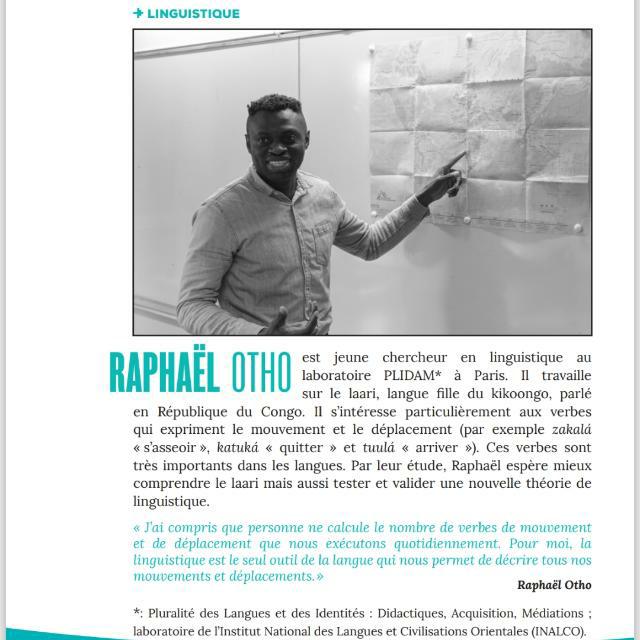 + LINGUISTIQUE
RAPHAËL OTHO est jeune chercheur en linguistique au
laboratoire PLIDAM* à Paris. Il travaille
sur le laari, langue fille du kikoongo, parlé
en République du Congo. Il s'intéresse particulièrement aux verbes
qui expriment le mouvement et le déplacement (par exemple zakalá
« s'asseoir », katuká « quitter » et tuulá « arriver »). Ces verbes sont
très importants dans les langues. Par leur étude, Raphaël espère mieux
comprendre le laari mais aussi tester et valider une nouvelle théorie de
linguistique.
« J'ai compris que personne ne calcule le nombre de verbes de mouvement
et de déplacement que nous exécutons quotidiennement. Pour moi, la
linguistique est le seul outil de la langue qui nous permet de décrire tous nos
mouvements et déplacements.»
Raphaël Otho
*: Pluralité des Langues et des Identités : Didactiques, Acquisition, Médiations ;
laboratoire de l'Institut National des Langues et Civilisations Orientales (INALCO).